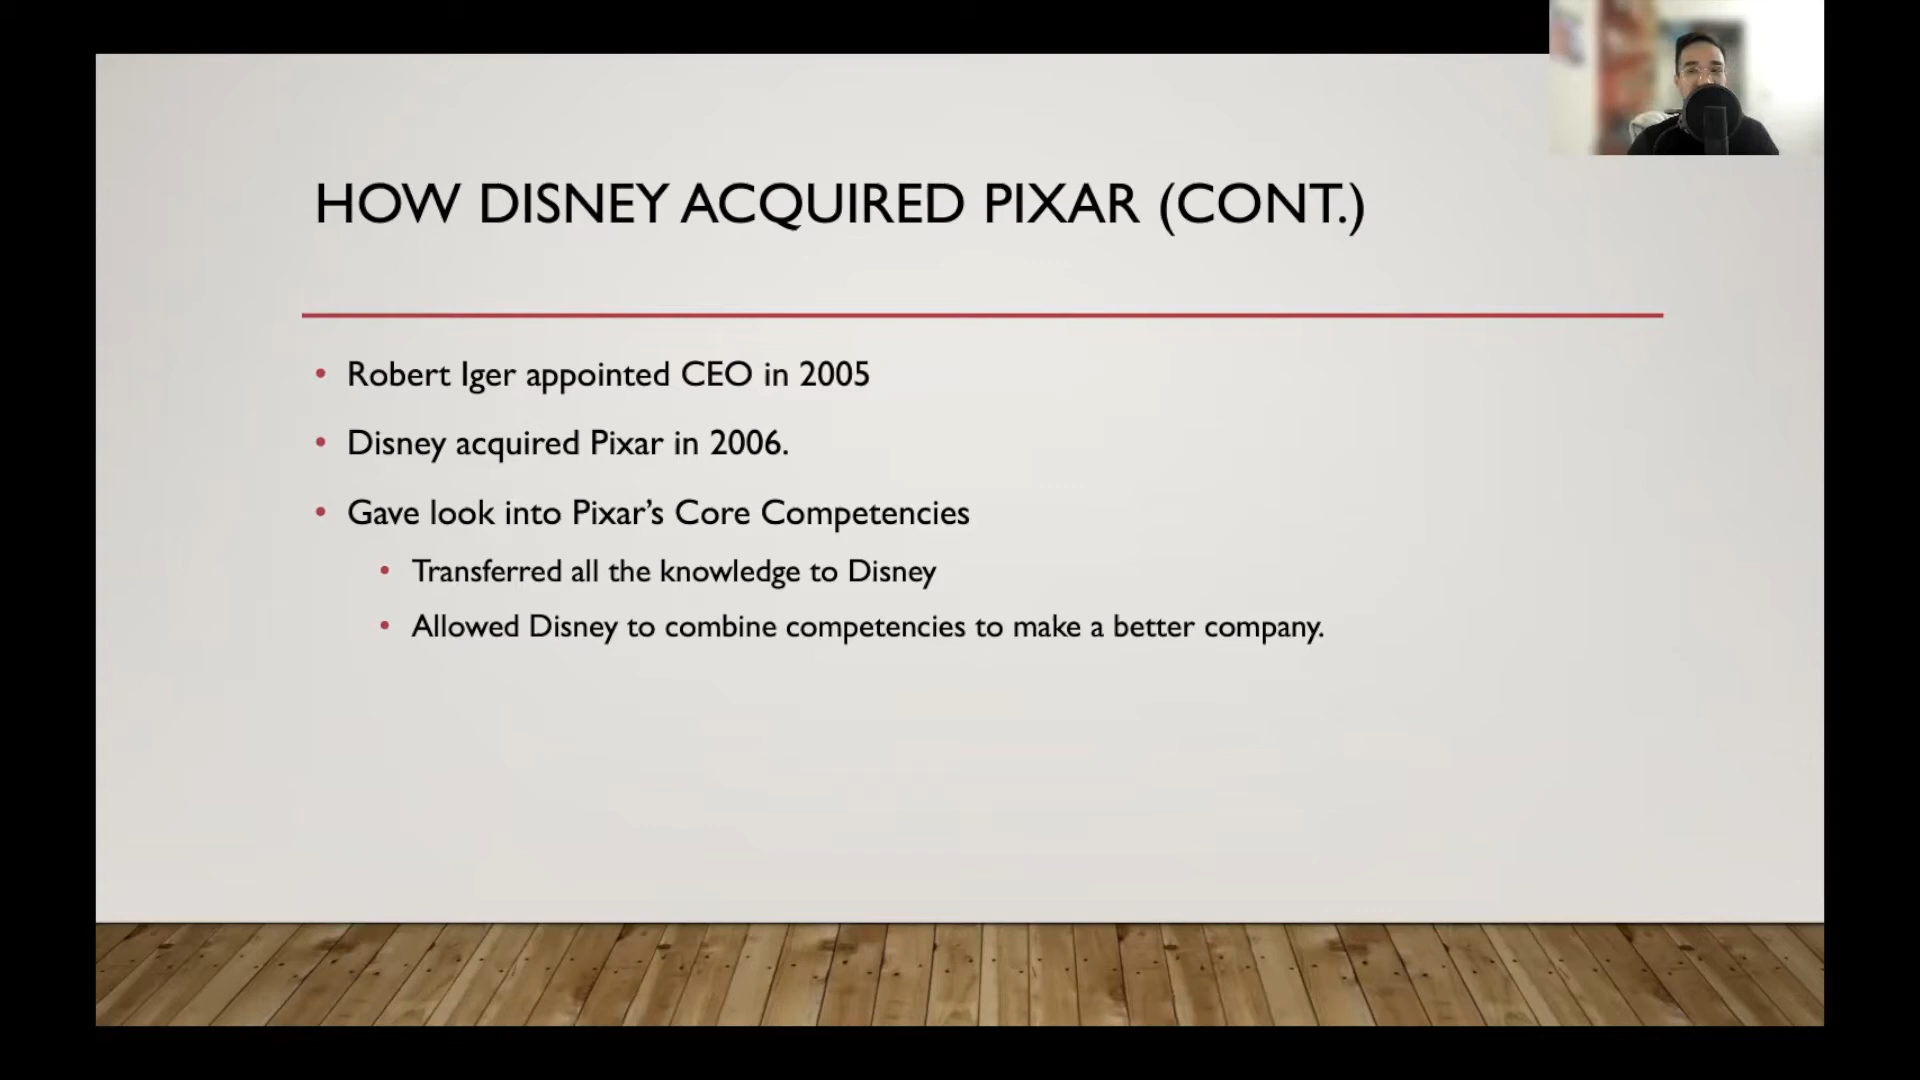 HOW DISNEY ACQUIRED PIXAR (CONT.)
• Robert Iger appointed CEO in 2005
• Disney acquired Pixar in 2006.
• Gave look into Pixar’s Core Competencies
• Transferred all the knowledge to Disney
• Allowed Disney to combine competencies to make a better company.